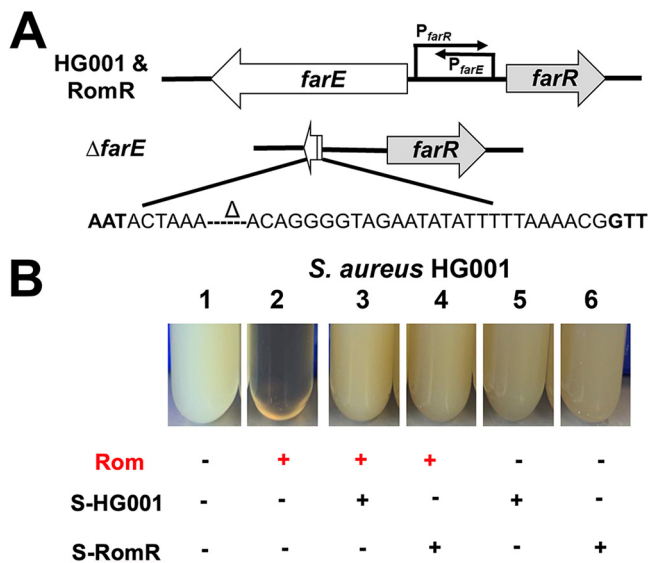 A
HG001 &
RomR
farE
PfarR
PfarE
farR
ΔfarE
farR
Δ
AATACTAAA------ACAGGGGTAGAATATATTTTTAAAACGGTT
B
S. aureus HG001
1 2 3 4 5 6
Rom - + + + - -
S-HG001 - - + - + -
S-RomR - - - + - +